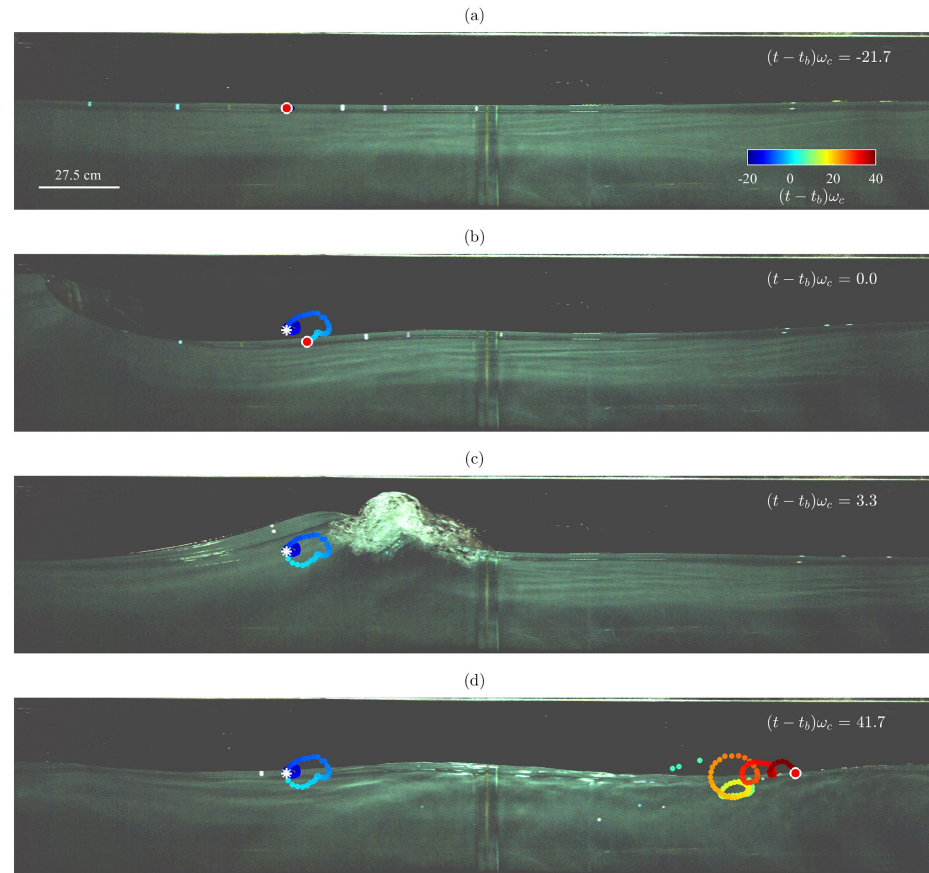 (a)
(t − t_b)ω_c = -21.7
27.5 cm
-20 0 20 40
(t − t_b)ω_c
(b)
(t − t_b)ω_c = 0.0
(c)
(t − t_b)ω_c = 3.3
(d)
(t − t_b)ω_c = 41.7